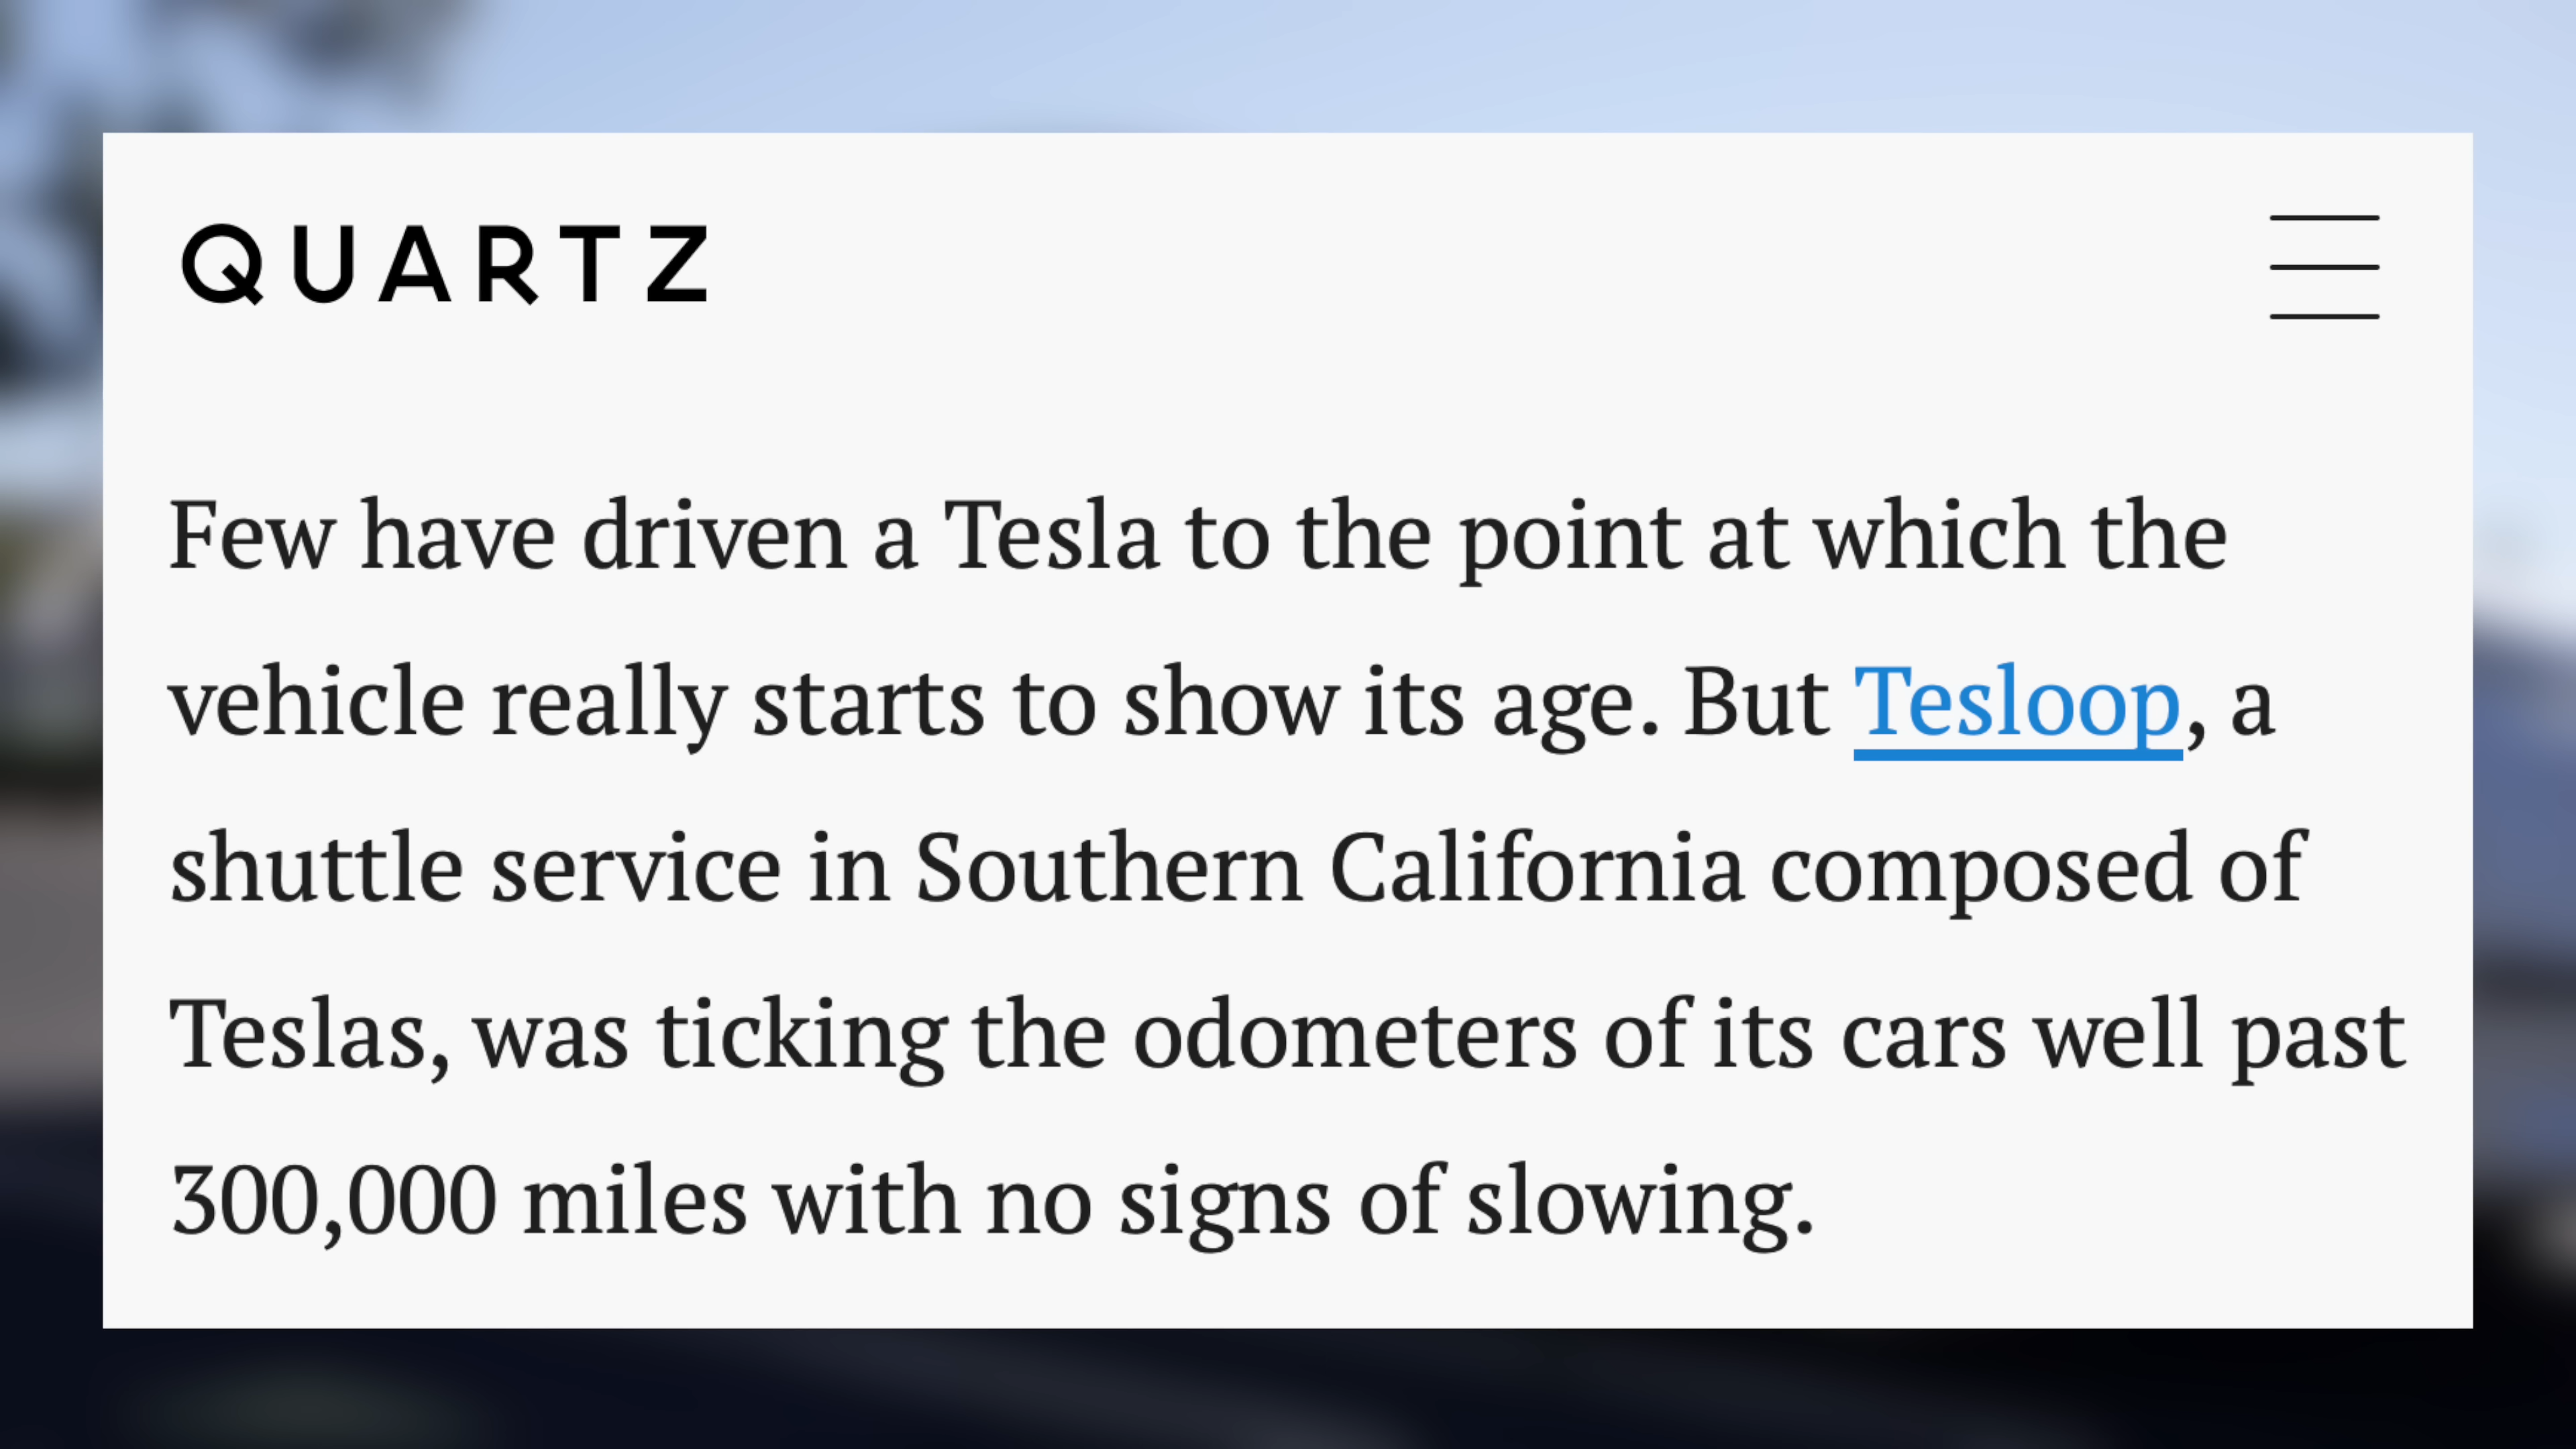 QUARTZ
Few have driven a Tesla to the point at which the
vehicle really starts to show its age. But Tesloop, a
shuttle service in Southern California composed of
Teslas, was ticking the odometers of its cars well past
300,000 miles with no signs of slowing.